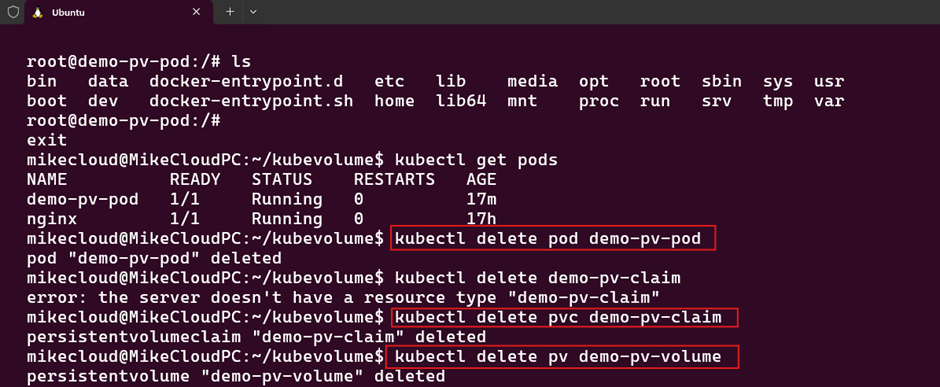 Ubuntu
root@demo-pv-pod:/# ls
bin data docker-entrypoint.d etc lib media opt root sbin sys usr
boot dev docker-entrypoint.sh home lib64 mnt proc run srv tmp var
root@demo-pv-pod:/#
exit
mikecloud@MikeCloudPC:~/kubevolume$ kubectl get pods
NAME READY STATUS RESTARTS AGE
demo-pv-pod 1/1 Running 0 17m
nginx 1/1 Running 0 17h
mikecloud@MikeCloudPC:~/kubevolume$ kubectl delete pod demo-pv-pod
pod "demo-pv-pod" deleted
mikecloud@MikeCloudPC:~/kubevolume$ kubectl delete demo-pv-claim
error: the server doesn't have a resource type "demo-pv-claim"
mikecloud@MikeCloudPC:~/kubevolume$ kubectl delete pvc demo-pv-claim
persistentvolumeclaim "demo-pv-claim" deleted
mikecloud@MikeCloudPC:~/kubevolume$ kubectl delete pv demo-pv-volume
persistentvolume "demo-pv-volume" deleted